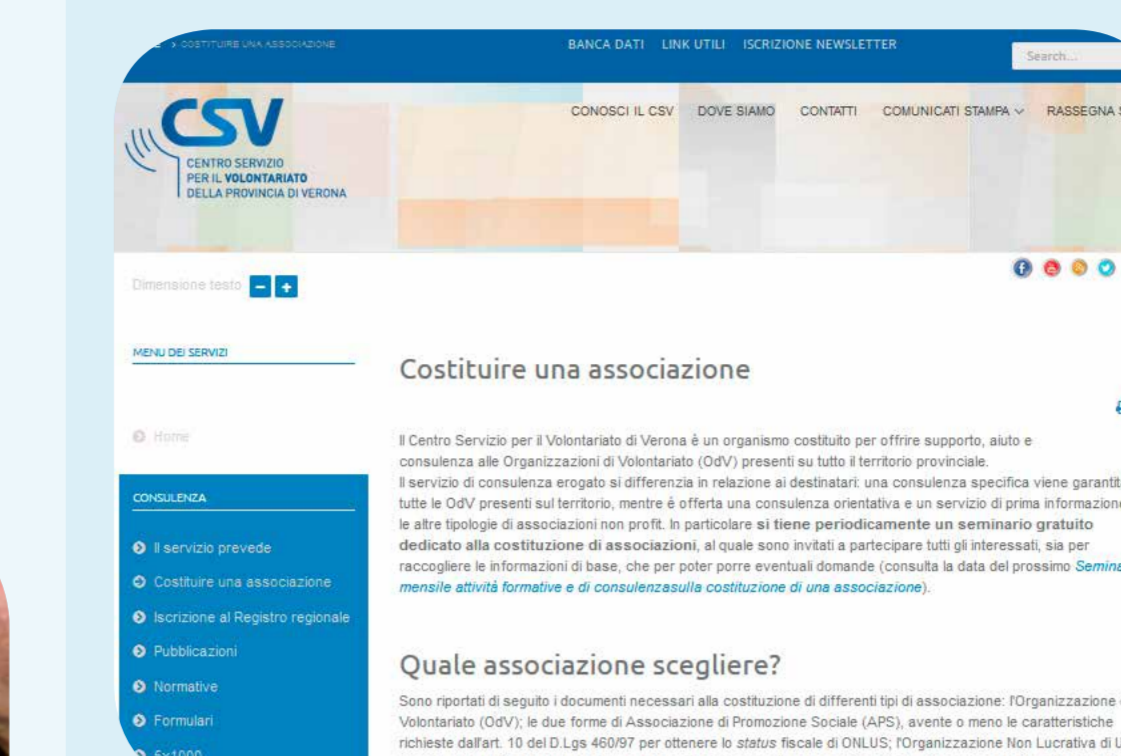 > COSTITUIRE UNA ASSOCIAZIONE
BANCA DATI LINK UTILI ISCRIZIONE NEWSLETTER
Search...
CSV
CENTRO SERVIZIO
PER IL VOLONTARIATO
DELLA PROVINCIA DI VERONA
CONOSCI IL CSV DOVE SIAMO CONTATTI COMUNICATI STAMPA RASSEGNA
Dimensione testo - +
MENU DEI SERVIZI
Home
CONSULENZA
Il servizio prevede
Costituire una associazione
Iscrizione al Registro regionale
Pubblicazioni
Normative
Formulari
5x1000
Costituire una associazione
Il Centro Servizio per il Volontariato di Verona è un organismo costituito per offrire supporto, aiuto e
consulenza alle Organizzazioni di Volontariato (OdV) presenti su tutto il territorio provinciale.
Il servizio di consulenza erogato si differenzia in relazione ai destinatari: una consulenza specifica viene garantit
tutte le OdV presenti sul territorio, mentre è offerta una consulenza orientativa e un servizio di prima informazione
le altre tipologie di associazioni non profit. In particolare si tiene periodicamente un seminario gratuito
dedicato alla costituzione di associazioni, al quale sono invitati a partecipare tutti gli interessati, sia per
raccogliere le informazioni di base, che per poter porre eventuali domande (consulta la data del prossimo Semina
mensile attività formative e di consulenzasulla costituzione di una associazione).
Quale associazione scegliere?
Sono riportati di seguito i documenti necessari alla costituzione di differenti tipi di associazione: l'Organizzazione
Volontariato (OdV); le due forme di Associazione di Promozione Sociale (APS), avente o meno le caratteristiche
richieste dall'art. 10 del D.Lgs 460/97 per ottenere lo status fiscale di ONLUS; l'Organizzazione Non Lucrativa di U